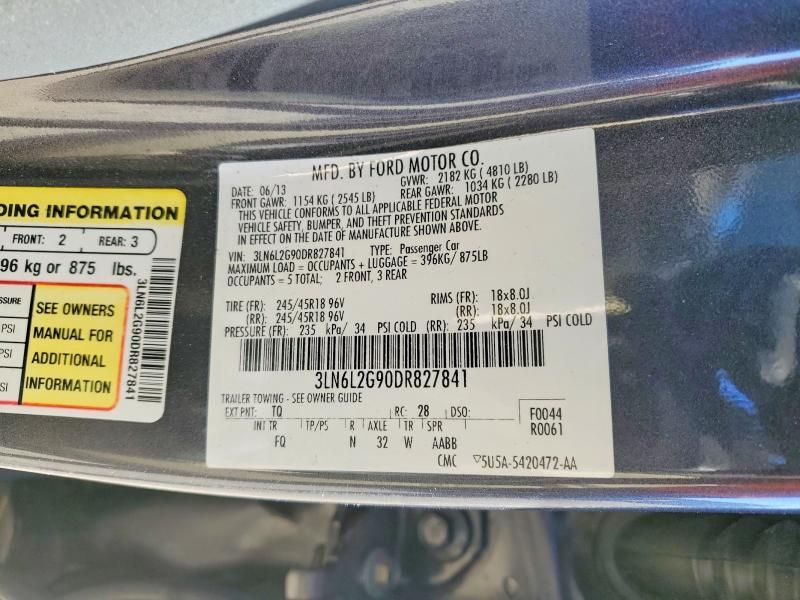 DING INFORMATION
FRONT: 2 REAR: 3
96 kg or 875 lbs.
SSURE
PSI
PSI
SI
SEE OWNERS
MANUAL FOR
ADDITIONAL
INFORMATION
3LN6L2G90DR827841
MFD. BY FORD MOTOR CO.
DATE: 06/13 GVWR: 2182 KG ( 4810 LB)
FRONT GAWR: 1154 KG ( 2545 LB) REAR GAWR: 1034 KG ( 2280 LB)
THIS VEHICLE CONFORMS TO ALL APPLICABLE FEDERAL MOTOR
VEHICLE SAFETY, BUMPER, AND THEFT PREVENTION STANDARDS
IN EFFECT ON THE DATE OF MANUFACTURE SHOWN ABOVE.
VIN: 3LN6L2G90DR827841 TYPE: Passenger Car
MAXIMUM LOAD = OCCUPANTS + LUGGAGE = 396KG/ 875LB
OCCUPANTS = 5 TOTAL; 2 FRONT, 3 REAR
TIRE (FR): 245/45R18 96V RIMS (FR): 18x8.0J
(RR): 245/45R18 96V (RR): 18x8.0J
PRESSURE (FR): 235 kPa/ 34 PSI COLD (RR): 235 kPa/ 34 PSI COLD
3LN6L2G90DR827841
TRAILER TOWING - SEE OWNER GUIDE
EXT PNT: TQ RC: 28 DSO: F0044
INT TR TP/PS R AXLE TR SPR R0061
FQ N 32 W AABB
CMC ▽5U5A-5420472-AA